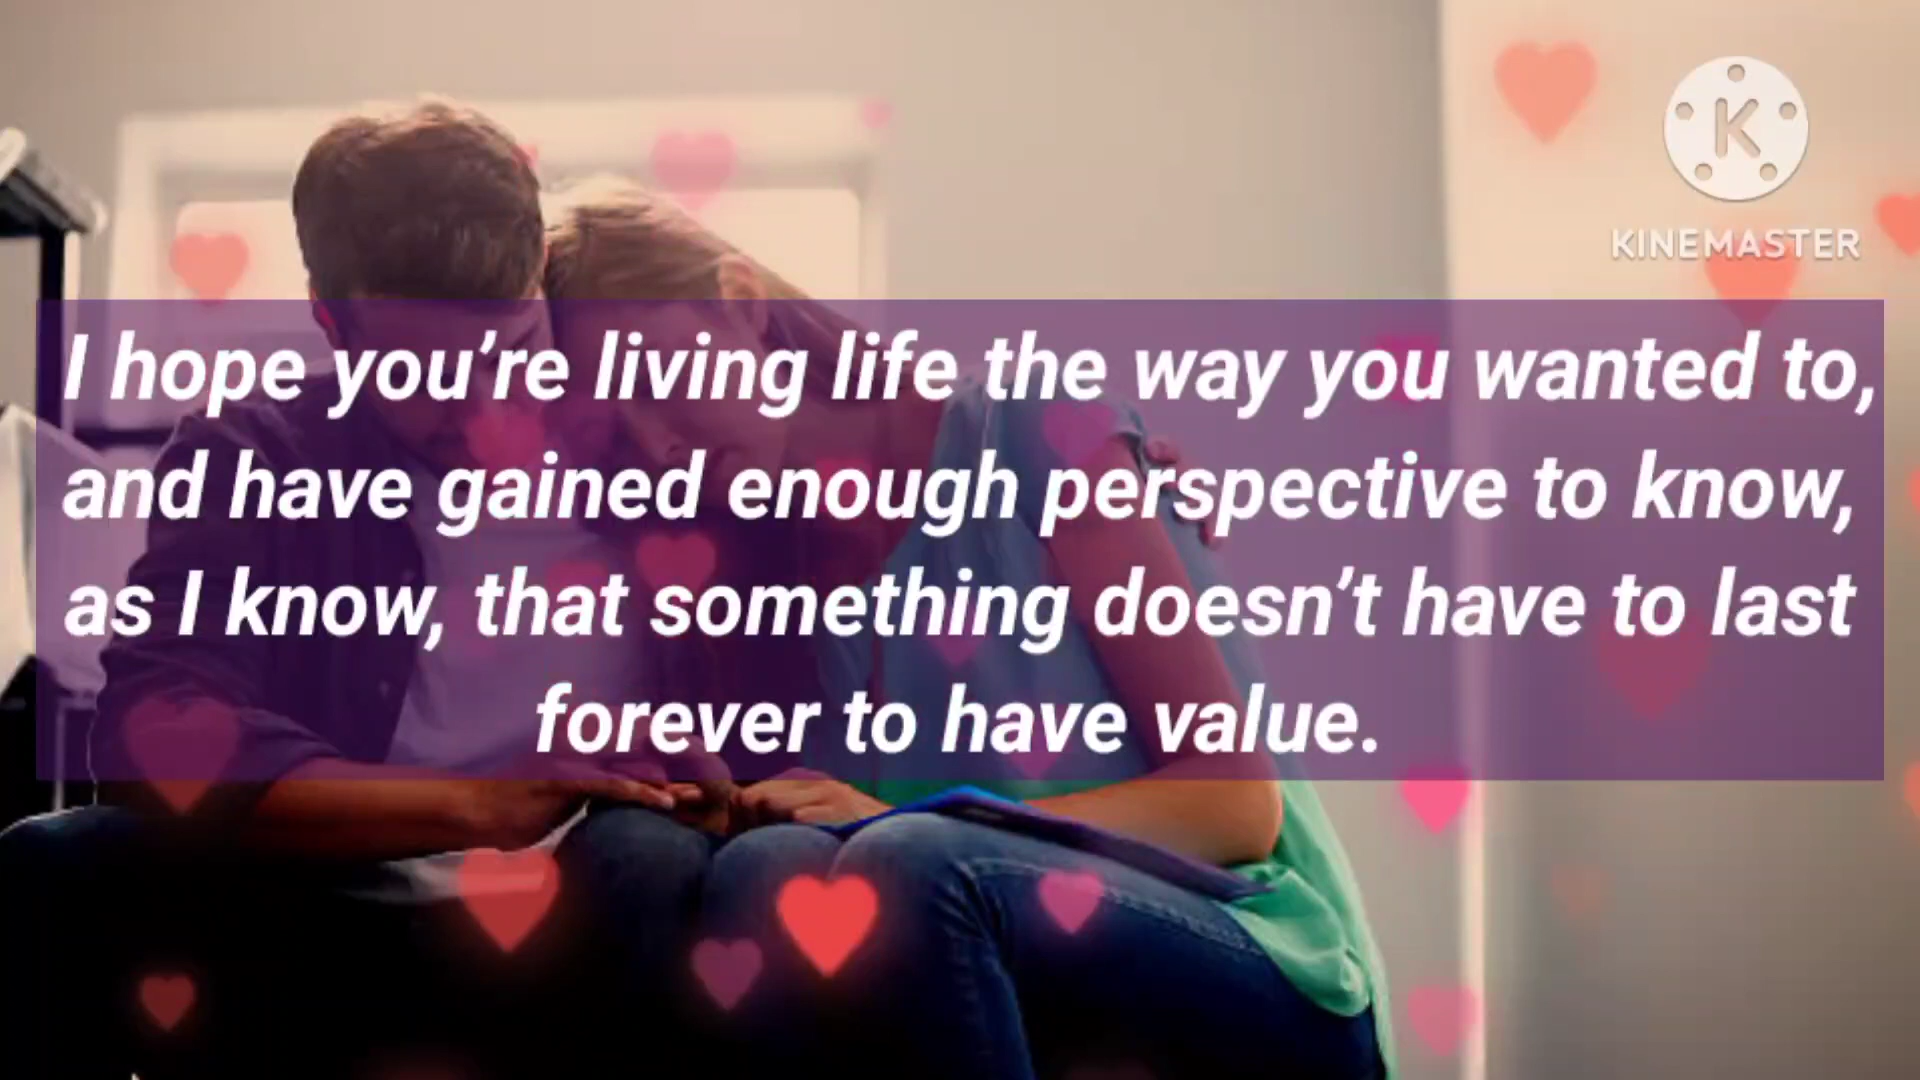 K
KINEMASTER
I hope you’re living life the way you wanted to,
and have gained enough perspective to know,
as I know, that something doesn’t have to last
forever to have value.